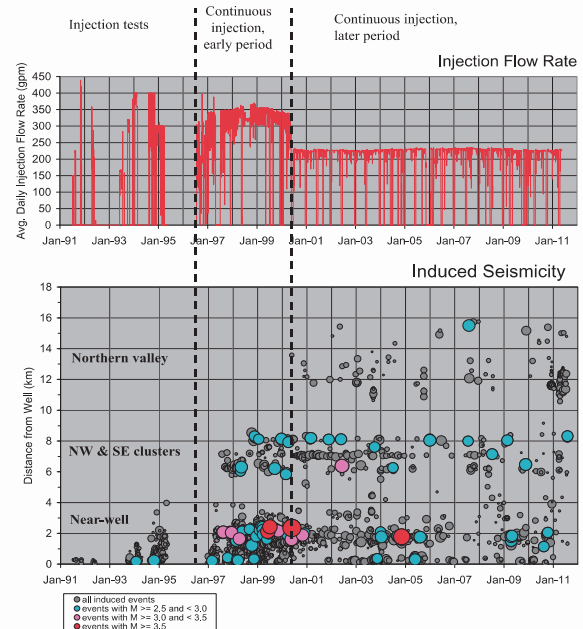 Injection tests
Continuous
injection,
early period
Continuous injection,
later period
Injection Flow Rate
Avg, Daily Injection Flow Rate (gpm)
450
400
350
300
250
200
150
100
50
0
Jan-91 Jan-93 Jan-95 Jan-97 Jan-99 Jan-01 Jan-03 Jan-05 Jan-07 Jan-09 Jan-11
Induced Seismicity
Distance from Well (km)
18
16
14
12
10
8
6
4
2
0
Northern valley
NW & SE clusters
Near-well
Jan-91 Jan-93 Jan-95 Jan-97 Jan-99 Jan-01 Jan-03 Jan-05 Jan-07 Jan-09 Jan-11
all induced events
events with M >= 2.5 and < 3.0
events with M >= 3.0 and < 3.5
events with M >= 3.5